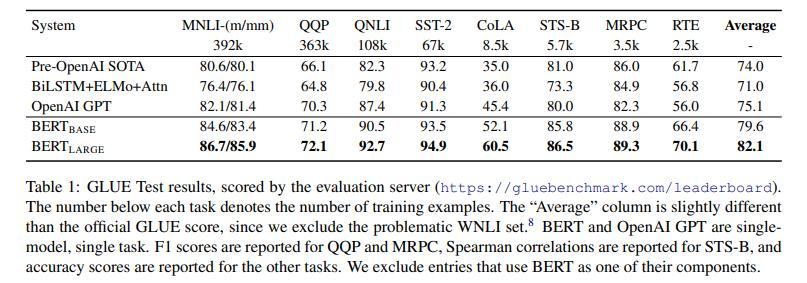 System MNLI-(m/mm) QQP QNLI SST-2 CoLA STS-B MRPC RTE Average
392k 363k 108k 67k 8.5k 5.7k 3.5k 2.5k -
Pre-OpenAI SOTA 80.6/80.1 66.1 82.3 93.2 35.0 81.0 86.0 61.7 74.0
BiLSTM+ELMo+Attn 76.4/76.1 64.8 79.8 90.4 36.0 73.3 84.9 56.8 71.0
OpenAI GPT 82.1/81.4 70.3 87.4 91.3 45.4 80.0 82.3 56.0 75.1
BERTBASE 84.6/83.4 71.2 90.5 93.5 52.1 85.8 88.9 66.4 79.6
BERTLARGE 86.7/85.9 72.1 92.7 94.9 60.5 86.5 89.3 70.1 82.1
Table 1: GLUE Test results, scored by the evaluation server (https://gluebenchmark.com/leaderboard).
The number below each task denotes the number of training examples. The “Average” column is slightly different
than the official GLUE score, since we exclude the problematic WNLI set.8 BERT and OpenAI GPT are single-
model, single task. F1 scores are reported for QQP and MRPC, Spearman correlations are reported for STS-B, and
accuracy scores are reported for the other tasks. We exclude entries that use BERT as one of their components.